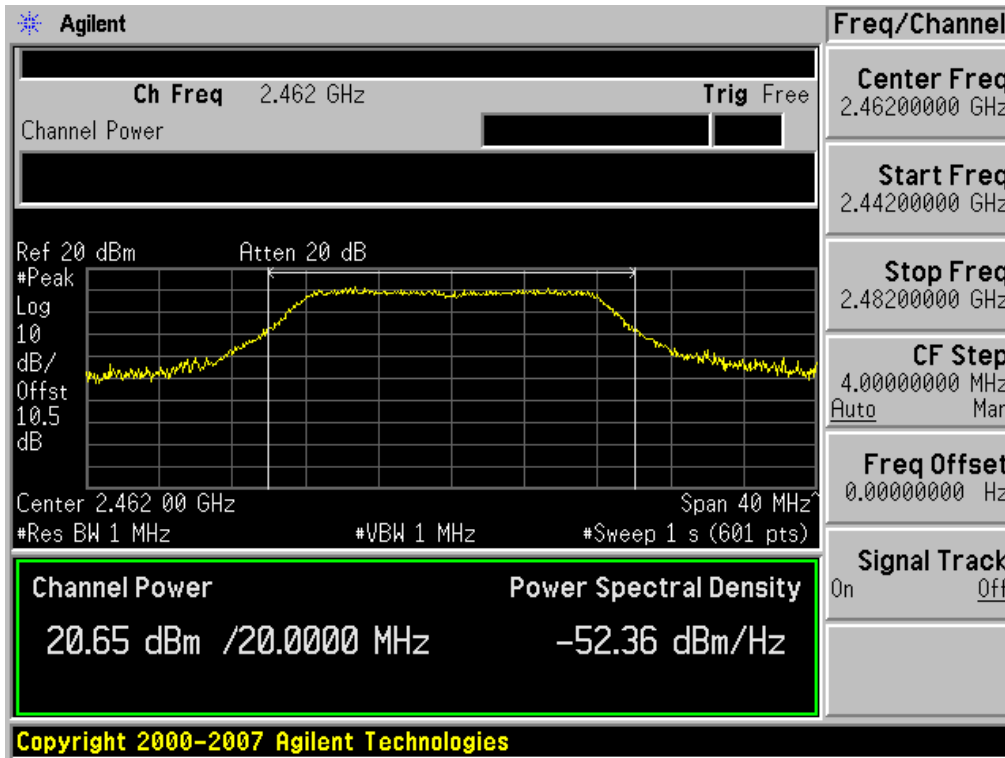 Agilent
Freq/Channel
Ch Freq 2.462 GHz Trig Free
Channel Power
Center Freq
2.46200000 GHz
Start Freq
2.44200000 GHz
Stop Freq
2.48200000 GHz
CF Step
4.00000000 MHz
Auto Man
Freq Offset
0.00000000 Hz
Signal Track
On Off
Ref 20 dBm Atten 20 dB
#Peak
Log
10
dB/
Offst
10.5
dB
Center 2.462 00 GHz Span 40 MHz^
#Res BW 1 MHz #VBW 1 MHz #Sweep 1 s (601 pts)
Channel Power Power Spectral Density
20.65 dBm /20.0000 MHz -52.36 dBm/Hz
Copyright 2000-2007 Agilent Technologies